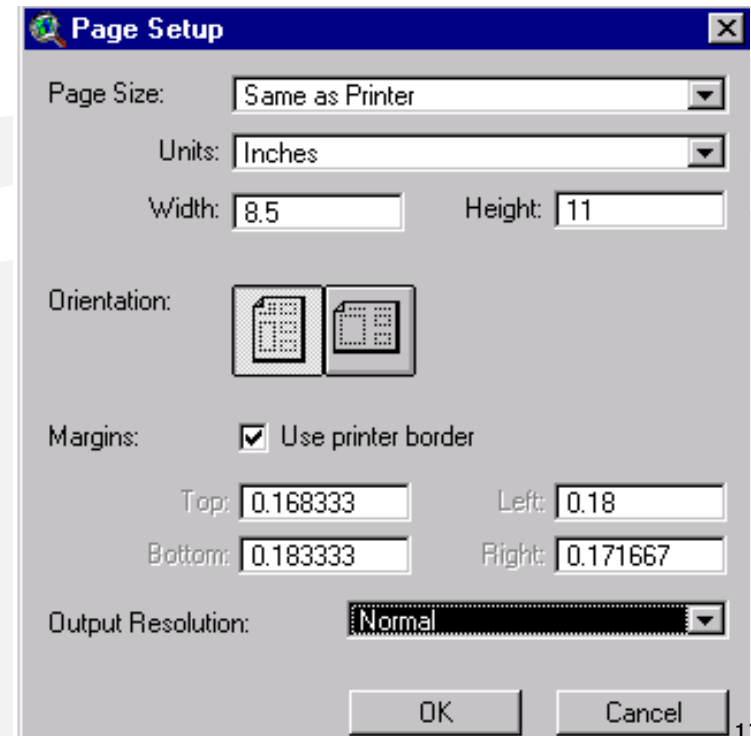 Page Setup
Page Size: Same as Printer
Units: Inches
Width: 8.5 Height: 11
Orientation:
Margins: Use printer border
Top: 0.168333 Left: 0.18
Bottom: 0.183333 Right: 0.171667
Output Resolution: Normal
OK Cancel